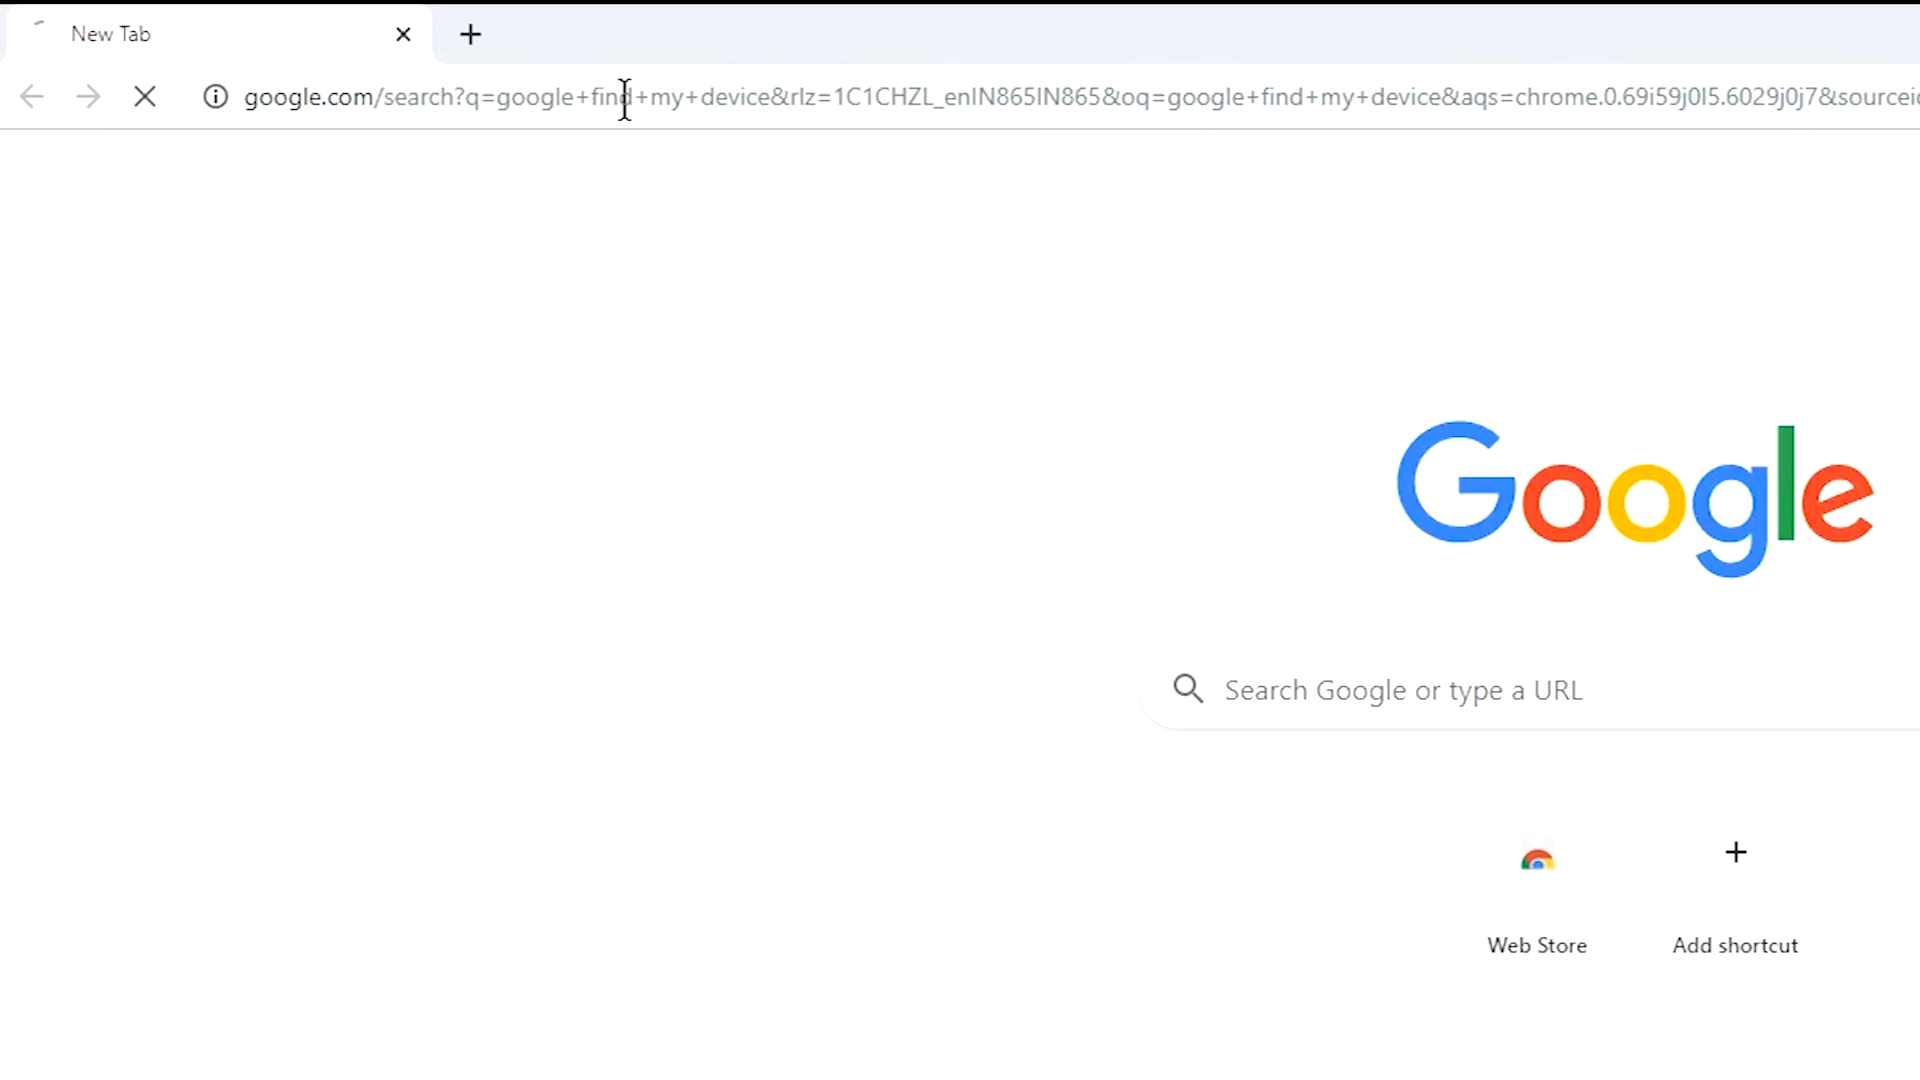 New Tab
google.com/search?q=google+find+my+device&rlz=1C1CHZL_enIN865IN865&oq=google+find+my+device&aqs=chrome.0.69i59j0l5.6029j0j7&sourceid
Google
Search Google or type a URL
Web Store
Add shortcut